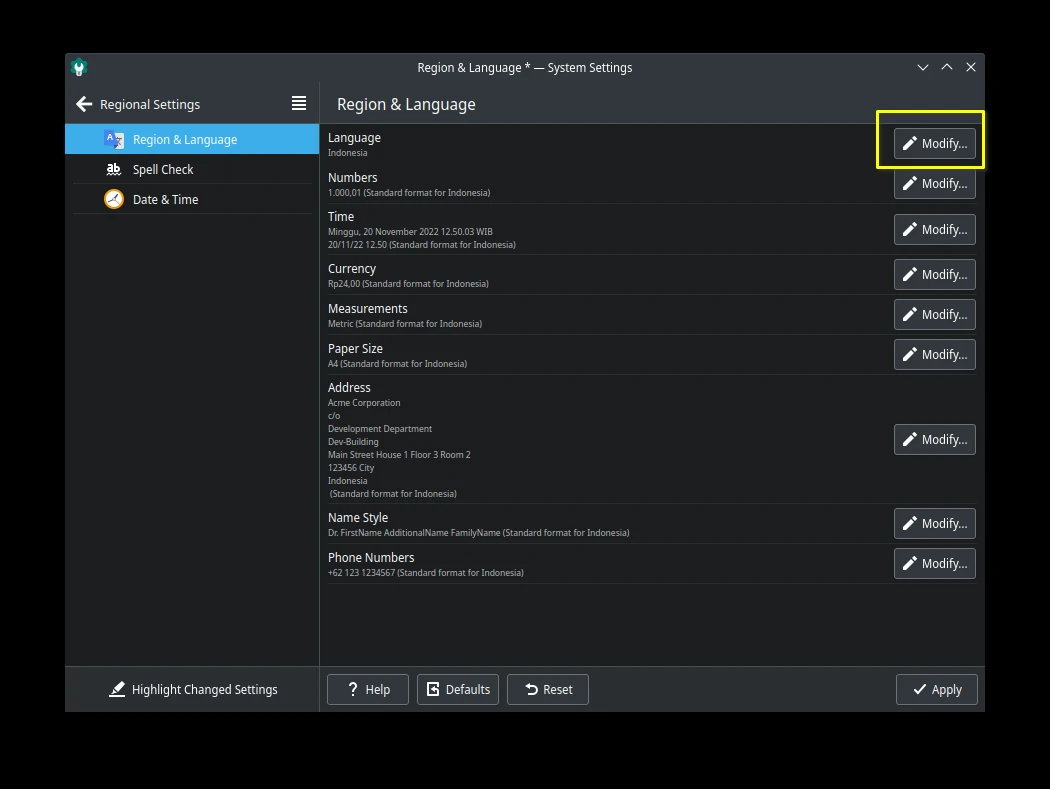 Region & Language * — System Settings
Regional Settings
Region & Language
Region & Language
Spell Check
Date & Time
Language
Indonesia
Modify...
Numbers
1.000,01 (Standard format for Indonesia)
Modify...
Time
Minggu, 20 November 2022 12.50.03 WIB
20/11/22 12.50 (Standard format for Indonesia)
Modify...
Currency
Rp24,00 (Standard format for Indonesia)
Modify...
Measurements
Metric (Standard format for Indonesia)
Modify...
Paper Size
A4 (Standard format for Indonesia)
Modify...
Address
Acme Corporation
c/o
Development Department
Dev-Building
Main Street House 1 Floor 3 Room 2
123456 City
Indonesia
(Standard format for Indonesia)
Modify...
Name Style
Dr. FirstName AdditionalName FamilyName (Standard format for Indonesia)
Modify...
Phone Numbers
+62 123 1234567 (Standard format for Indonesia)
Modify...
Highlight Changed Settings
Help
Defaults
Reset
Apply